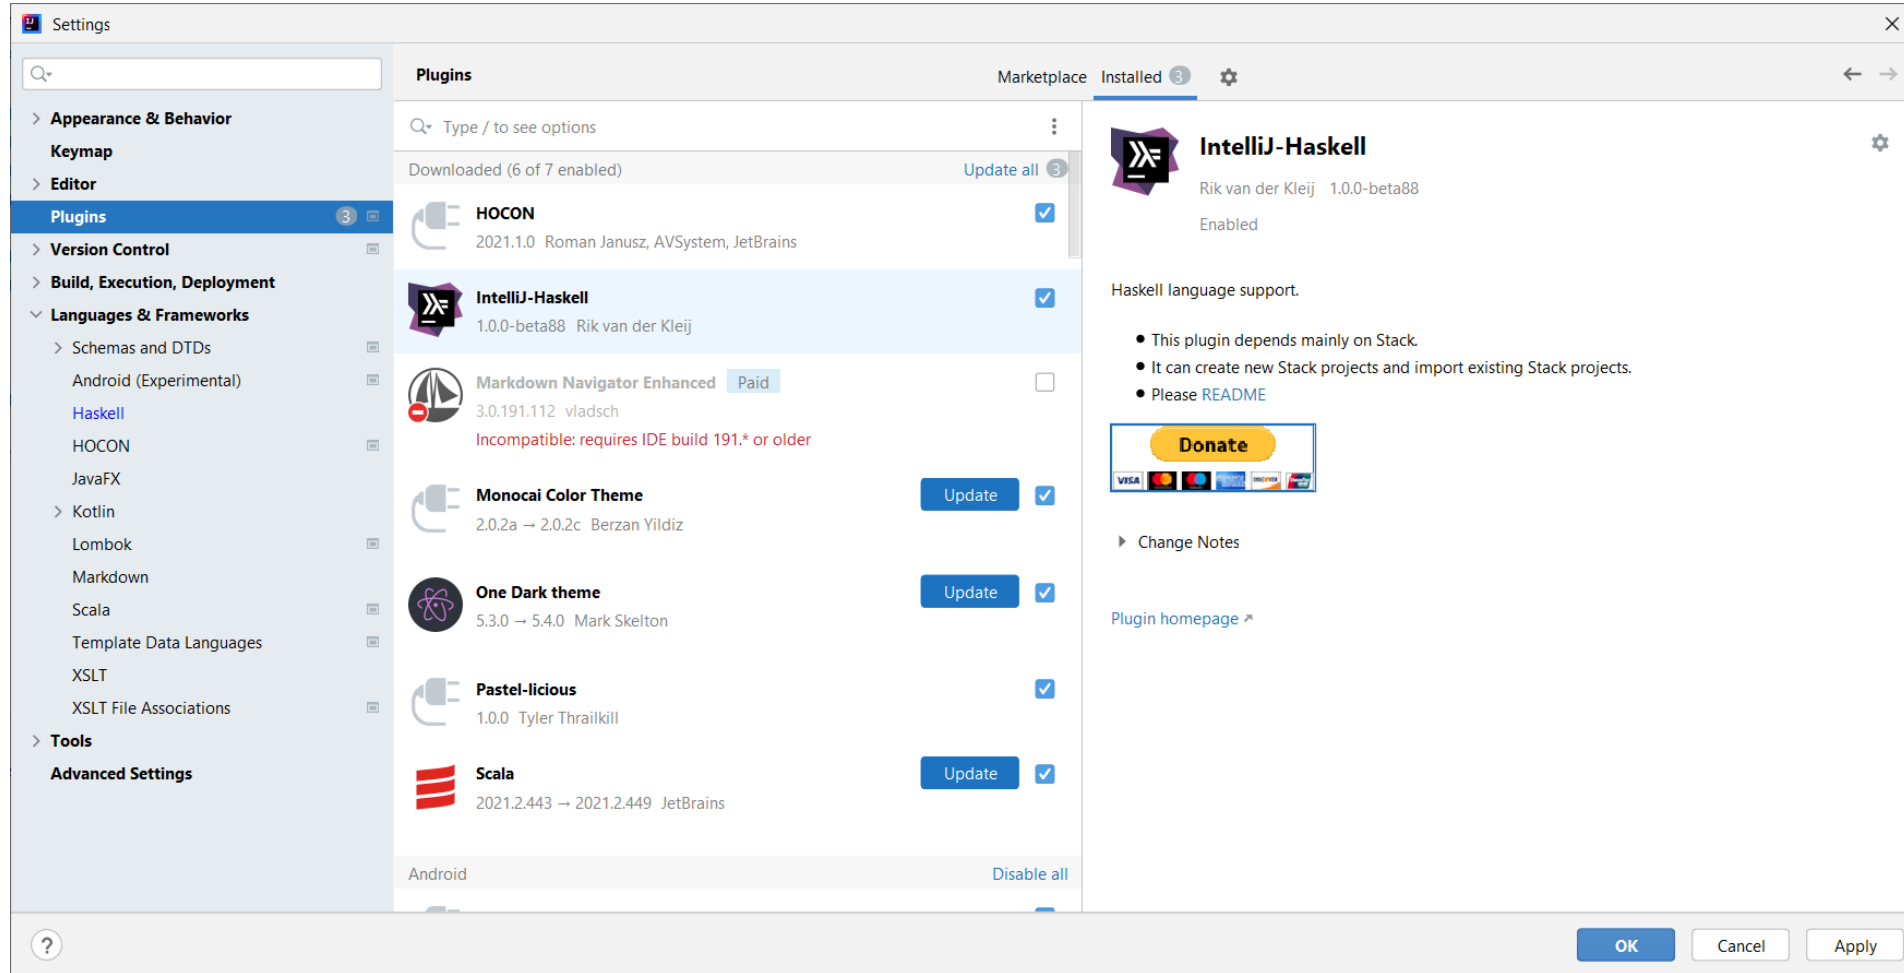 Settings
Appearance & Behavior
Keymap
Editor
Plugins 3
Version Control
Build, Execution, Deployment
Languages & Frameworks
Schemas and DTDs
Android (Experimental)
Haskell
HOCON
JavaFX
Kotlin
Lombok
Markdown
Scala
Template Data Languages
XSLT
XSLT File Associations
Tools
Advanced Settings
Plugins
Marketplace Installed 3
Type / to see options
Downloaded (6 of 7 enabled) Update all 3
HOCON
2021.1.0 Roman Janusz, AVSystem, JetBrains
IntelliJ-Haskell
1.0.0-beta88 Rik van der Kleij
Markdown Navigator Enhanced Paid
3.0.191.112 vladsch
Incompatible: requires IDE build 191.* or older
Monocai Color Theme Update
2.0.2a → 2.0.2c Berzan Yildiz
One Dark theme Update
5.3.0 → 5.4.0 Mark Skelton
Pastel-licious
1.0.0 Tyler Thrailkill
Scala Update
2021.2.443 → 2021.2.449 JetBrains
Android Disable all
IntelliJ-Haskell
Rik van der Kleij 1.0.0-beta88
Enabled
Haskell language support.
• This plugin depends mainly on Stack.
• It can create new Stack projects and import existing Stack projects.
• Please README
Donate
VISA
Change Notes
Plugin homepage ↗
? OK Cancel Apply